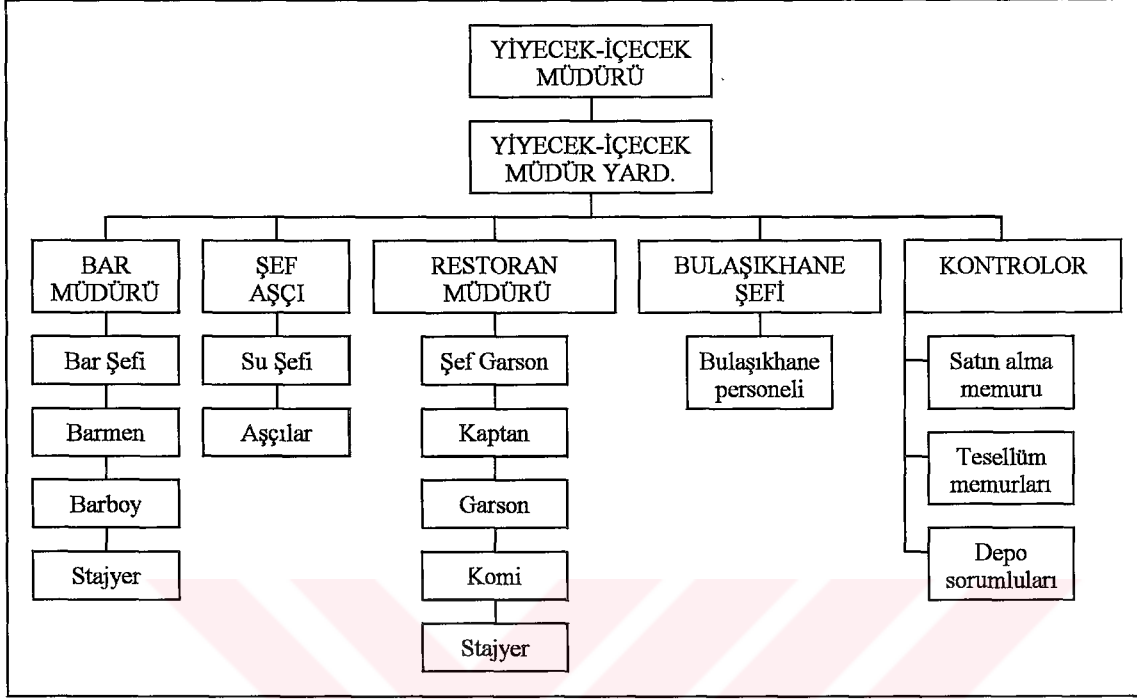 YİYECEK-İÇECEK
MÜDÜRÜ
YİYECEK-İÇECEK
MÜDÜR YARD.
BAR
MÜDÜRÜ
ŞEF
AŞÇI
RESTORAN
MÜDÜRÜ
BULAŞIKHANE
ŞEFİ
KONTROLOR
Bar Şefi
Su Şefi
Şef Garson
Bulaşıkhane
personeli
Satın alma
memuru
Barmen
Aşçılar
Kaptan
Tesellüm
memurları
Barboy
Garson
Stajyer
Komi
Depo
sorumluları
Stajyer